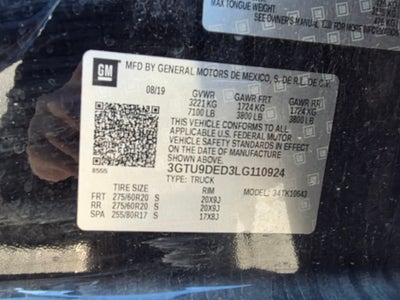 MAX TONGUE WEIGHT
SEE OWNER'S MANUAL FOR
GM
MFD BY GENERAL MOTORS DE MEXICO, S. DE R.L. DE C.V.
08/19
GVWR GAWR FRT GAWR RR
3221 KG 1724 KG 1724 KG
7100 LB 3800 LB 3800 LB
THIS VEHICLE CONFORMS TO ALL APPLICABLE
U.S. FEDERAL MOTOR
VEHICLE SAFETY STANDARDS IN EFFECT ON THE DATE OF
MANUFACTURE SHOWN ABOVE.
3GTU9DED3LG110924
TYPE: TRUCK
8555
MODEL: 34TK10543
TIRE SIZE RIM
FRT 275/60R20 S 20X9J
RR 275/60R20 S 20X9J
SPA 255/80R17 S 17X8J